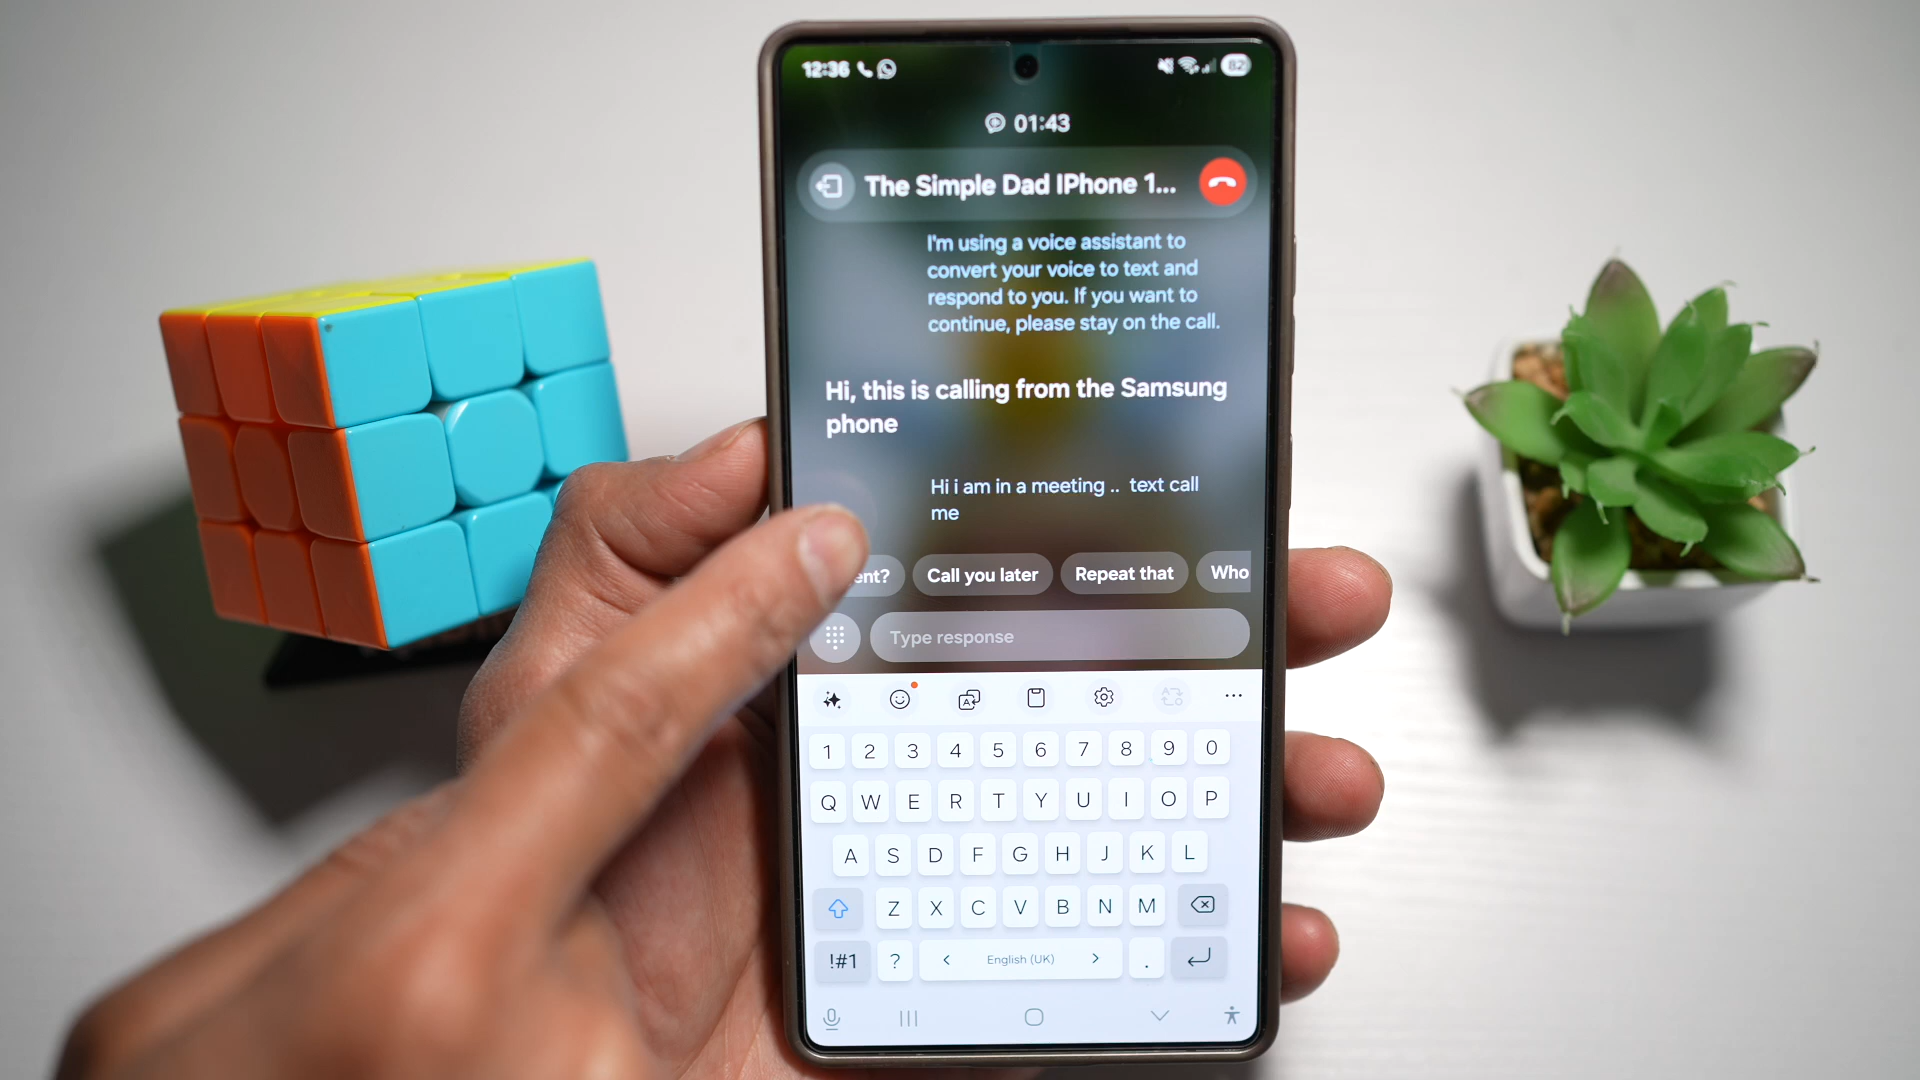 12:36
82
01:43
The Simple Dad IPhone 1...
I'm using a voice assistant to
convert your voice to text and
respond to you. If you want to
continue, please stay on the call.
Hi, this is calling from the Samsung
phone
Hi i am in a meeting .. text call
me
ent? Call you later Repeat that Who
Type response
1 2 3 4 5 6 7 8 9 0
Q W E R T Y U I O P
A S D F G H J K L
Z X C V B N M
!#1 ? < English (UK) > .